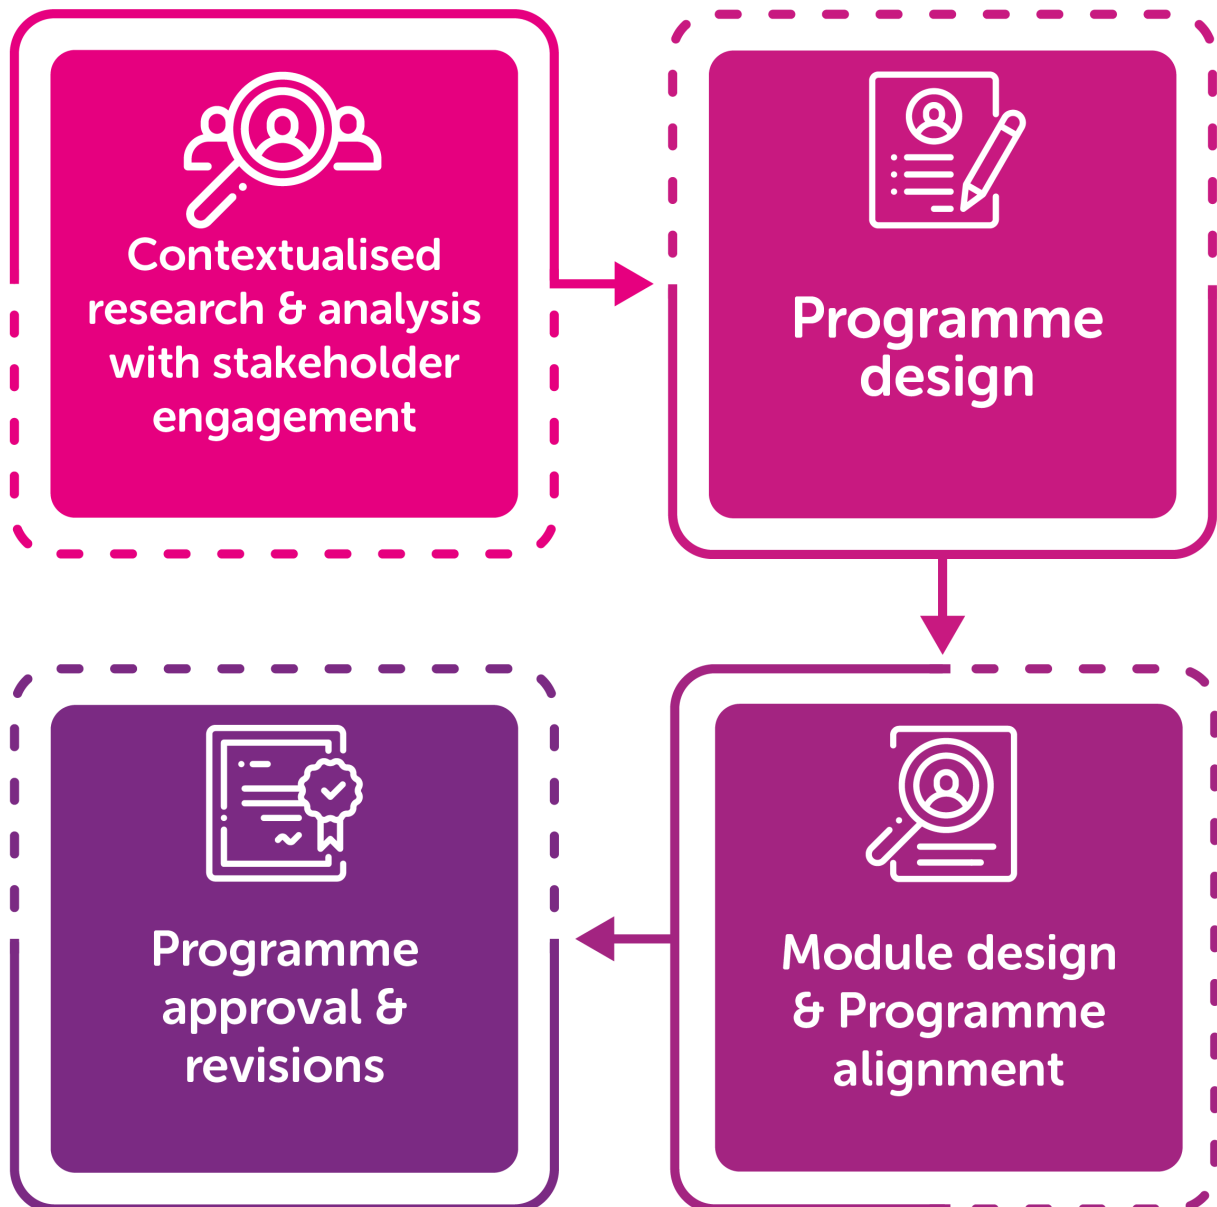 Contextualised
research & analysis
with stakeholder
engagement
Programme
design
Module design
& Programme
alignment
Programme
approval &
revisions